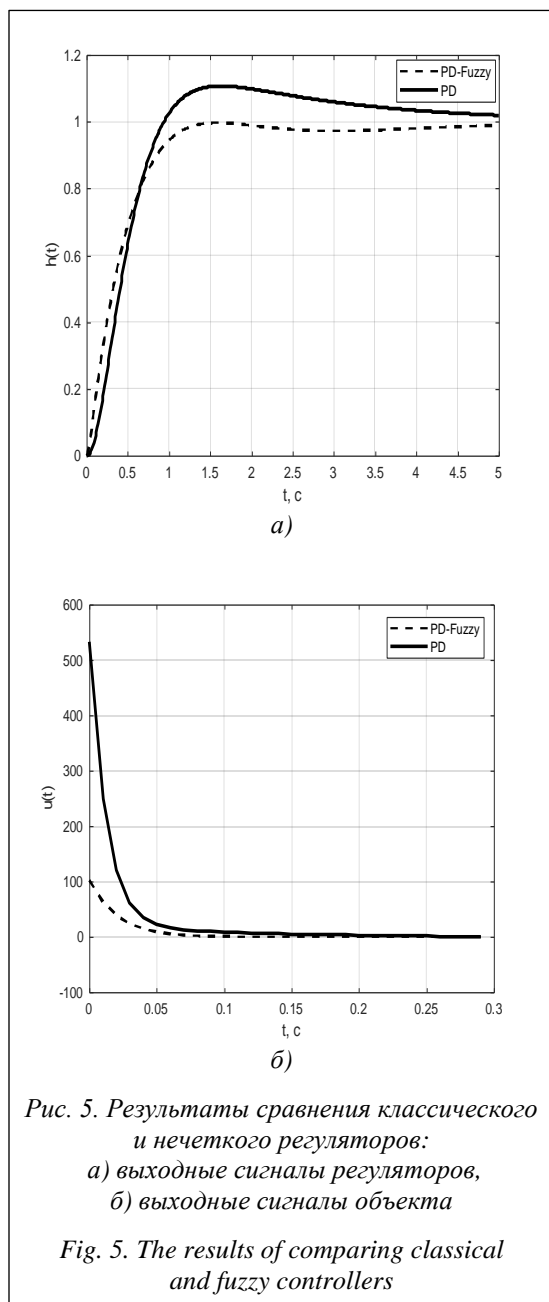 1.2
PD-Fuzzy
PD
1
0.8
0.6
h(t)
0.4
0.2
0
0 0.5 1 1.5 2 2.5 3 3.5 4 4.5 5
t, c
а)
600
PD-Fuzzy
PD
500
400
300
u(t)
200
100
0
-100
0 0.05 0.1 0.15 0.2 0.25 0.3
t, c
б)
Рис. 5. Результаты сравнения классического
и нечеткого регуляторов:
а) выходные сигналы регуляторов,
б) выходные сигналы объекта
Fig. 5. The results of comparing classical
and fuzzy controllers